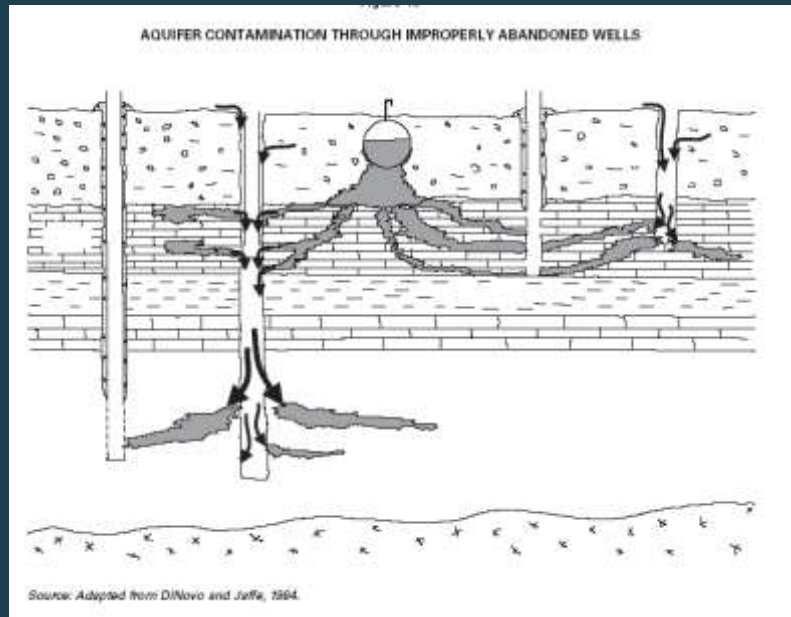 AQUIFER CONTAMINATION THROUGH IMPROPERLY ABANDONED WELLS
Source: Adapted from DiNovo and Jaffe, 1984.